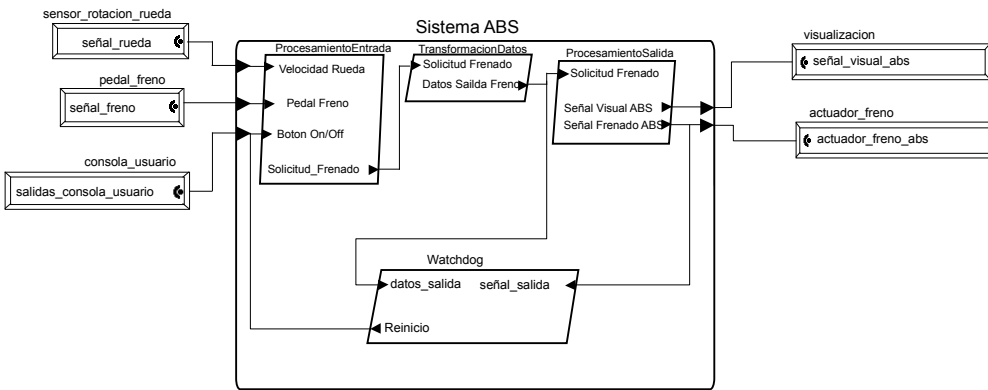 Sistema ABS
sensor_rotacion_rueda
señal_rueda
pedal_freno
señal_freno
consola_usuario
salidas_consola_usuario
ProcesamientoEntrada
Velocidad Rueda
Pedal Freno
Boton On/Off
Solicitud_Frenado
TransformacionDatos
Solicitud Frenado
Datos Sailda Freno
ProcesamientoSalida
Solicitud Frenado
Señal Visual ABS
Señal Frenado ABS
visualizacion
señal_visual_abs
actuador_freno
actuador_freno_abs
Watchdog
datos_salida
señal_salida
Reinicio